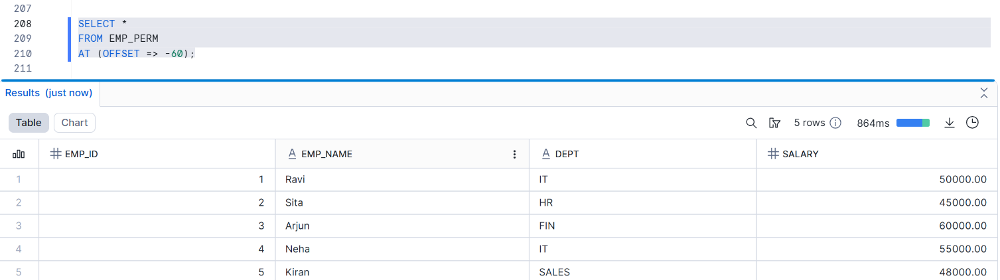 207
208 SELECT *
209 FROM EMP_PERM
210 AT (OFFSET => -60);
211
Results (just now)
Table Chart 5 rows 864ms
EMP_ID EMP_NAME DEPT SALARY
1 1 Ravi IT 50000.00
2 2 Sita HR 45000.00
3 3 Arjun FIN 60000.00
4 4 Neha IT 55000.00
5 5 Kiran SALES 48000.00